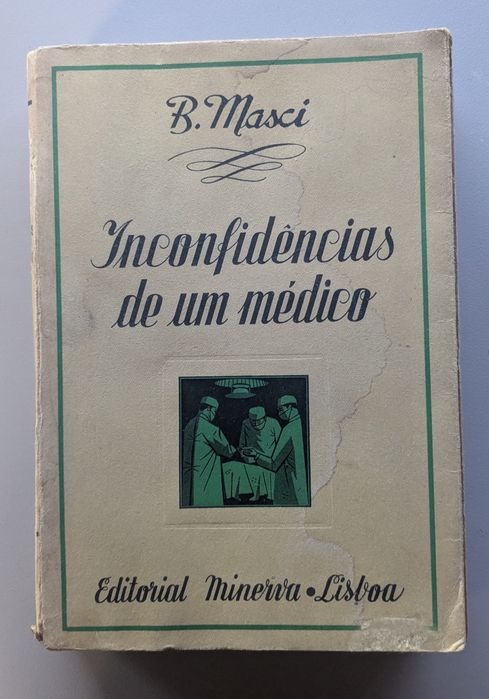 B. Masci
Inconfidências
de um médico
Editorial Minerva • Lisboa